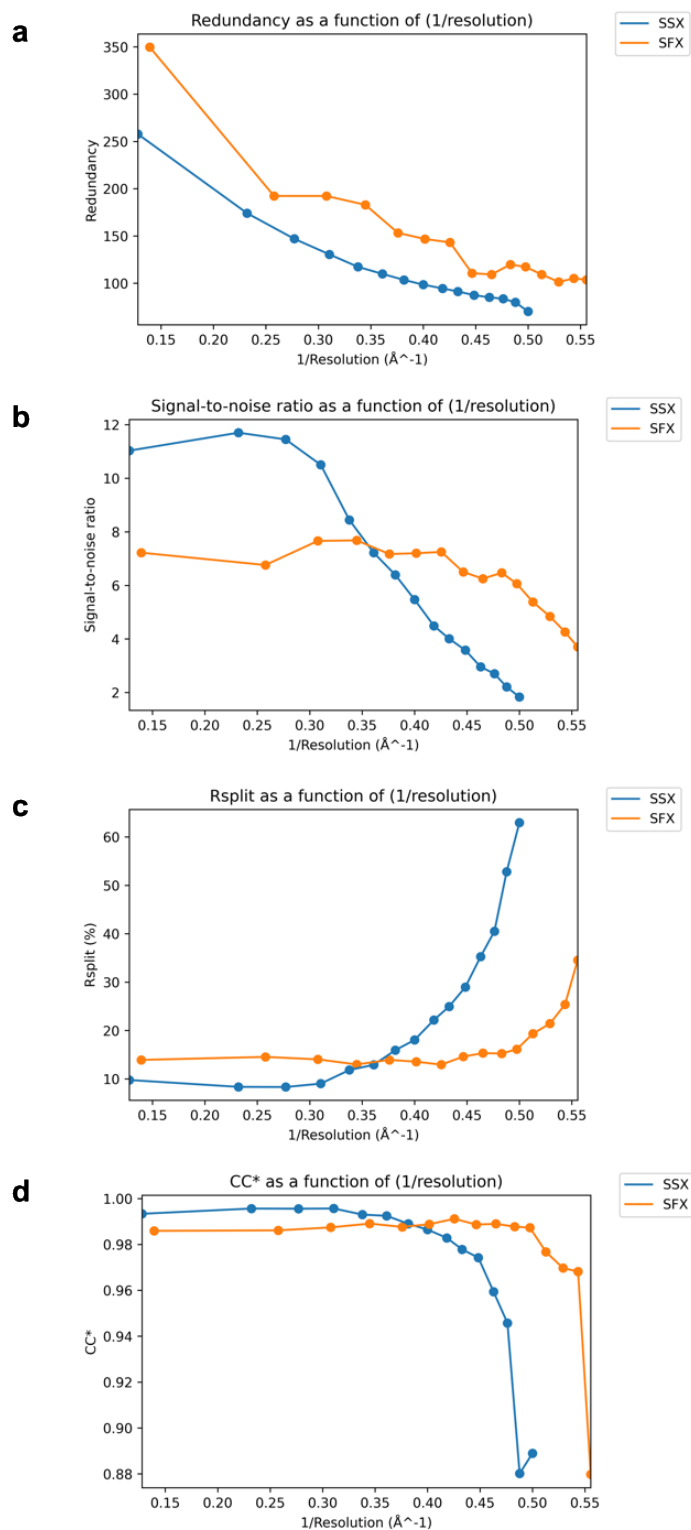 a
Redundancy as a function of (1/resolution)
SSX
SFX
350
300
250
200
150
100
Redundancy
0.15 0.20 0.25 0.30 0.35 0.40 0.45 0.50 0.55
1/Resolution (Å^-1)
b
Signal-to-noise ratio as a function of (1/resolution)
SSX
SFX
12
10
8
6
4
2
Signal-to-noise ratio
0.15 0.20 0.25 0.30 0.35 0.40 0.45 0.50 0.55
1/Resolution (Å^-1)
c
Rsplit as a function of (1/resolution)
SSX
SFX
60
50
40
30
20
10
Rsplit (%)
0.15 0.20 0.25 0.30 0.35 0.40 0.45 0.50 0.55
1/Resolution (Å^-1)
d
CC* as a function of (1/resolution)
SSX
SFX
1.00
0.98
0.96
0.94
0.92
0.90
0.88
CC*
0.15 0.20 0.25 0.30 0.35 0.40 0.45 0.50 0.55
1/Resolution (Å^-1)